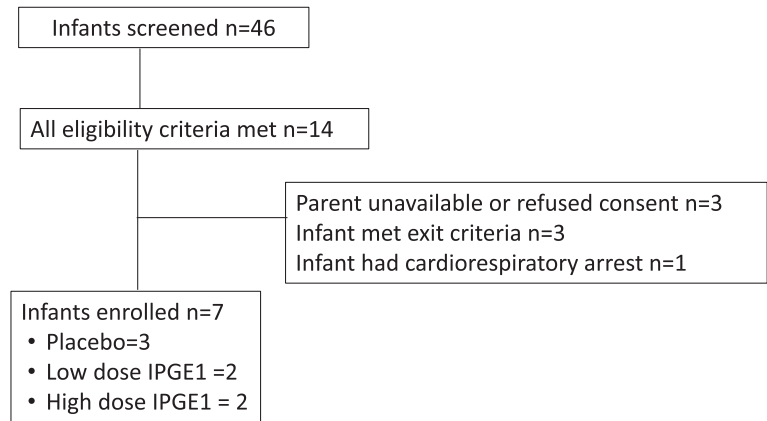 Infants screened n=46
All eligibility criteria met n=14
Parent unavailable or refused consent n=3
Infant met exit criteria n=3
Infant had cardiorespiratory arrest n=1
Infants enrolled n=7
• Placebo=3
• Low dose IPGE1 =2
• High dose IPGE1 = 2